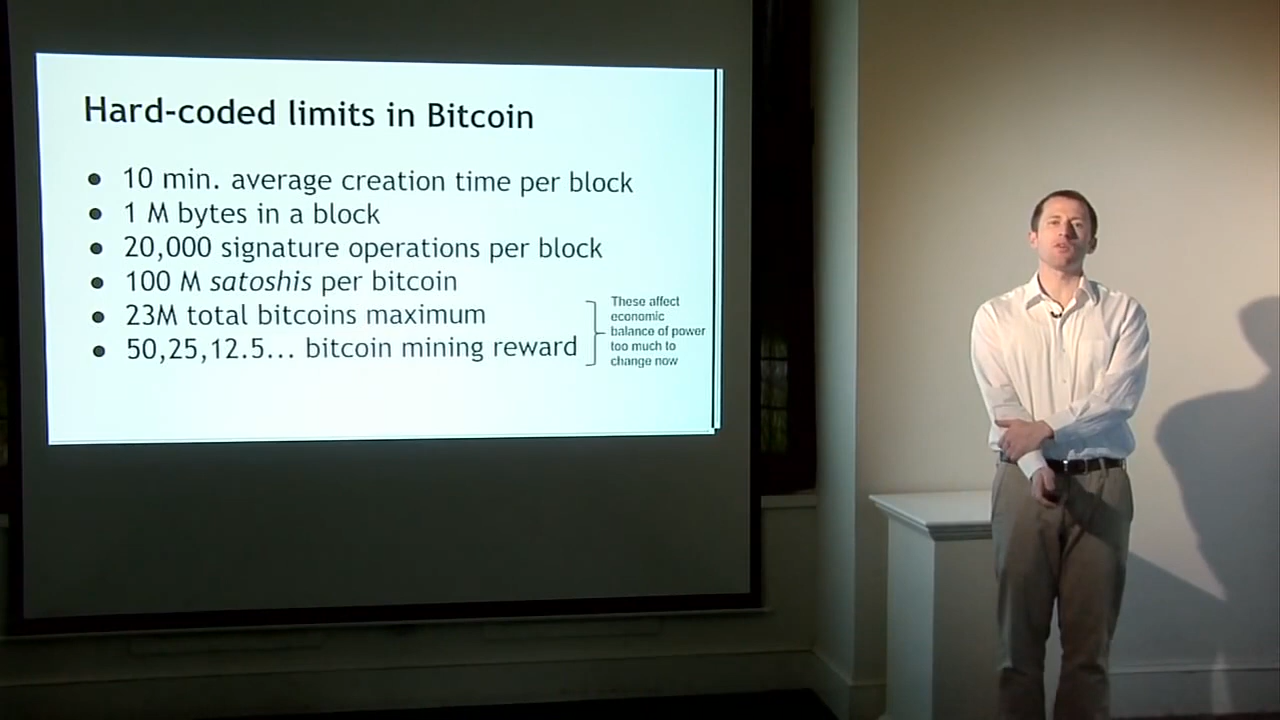 Hard-coded limits in Bitcoin
● 10 min. average creation time per block
● 1 M bytes in a block
● 20,000 signature operations per block
● 100 M satoshis per bitcoin
● 23M total bitcoins maximum
● 50,25,12.5... bitcoin mining reward
These affect
economic
balance of power
too much to
change now